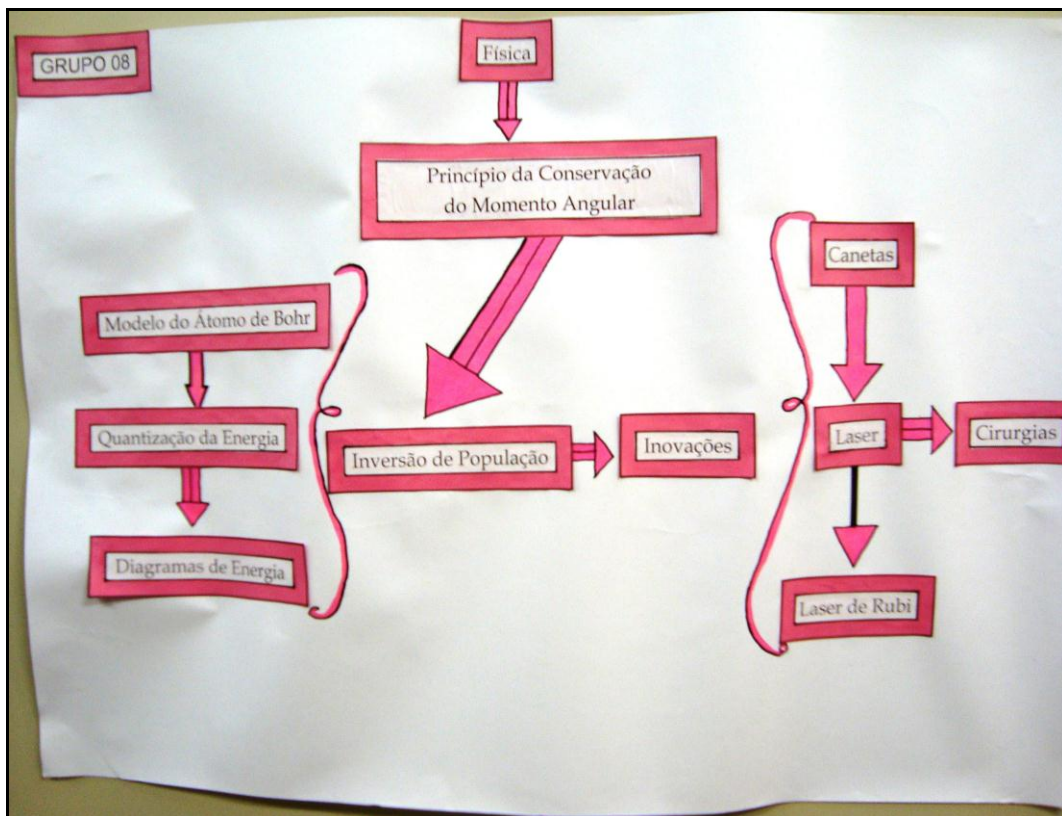 GRUPO 08
Física
Princípio da Conservação
do Momento Angular
Modelo do Átomo de Bohr
Quantização da Energia
Diagramas de Energia
Inversão de População
Inovações
Canetas
Laser
Cirurgias
Laser de Rubi